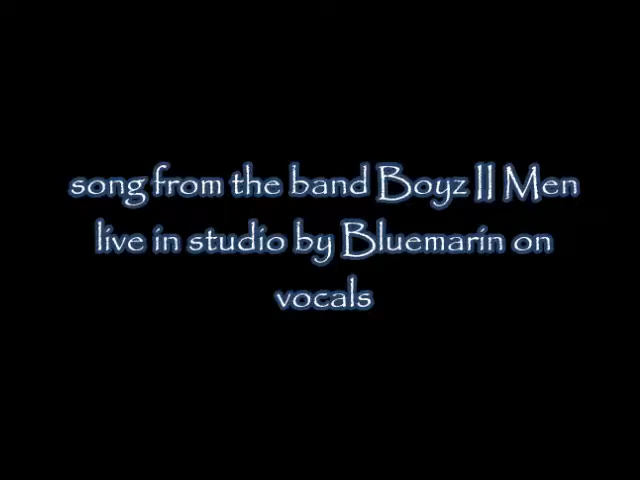 song from the band Boyz II Men
live in studio by Bluemarin on
vocals